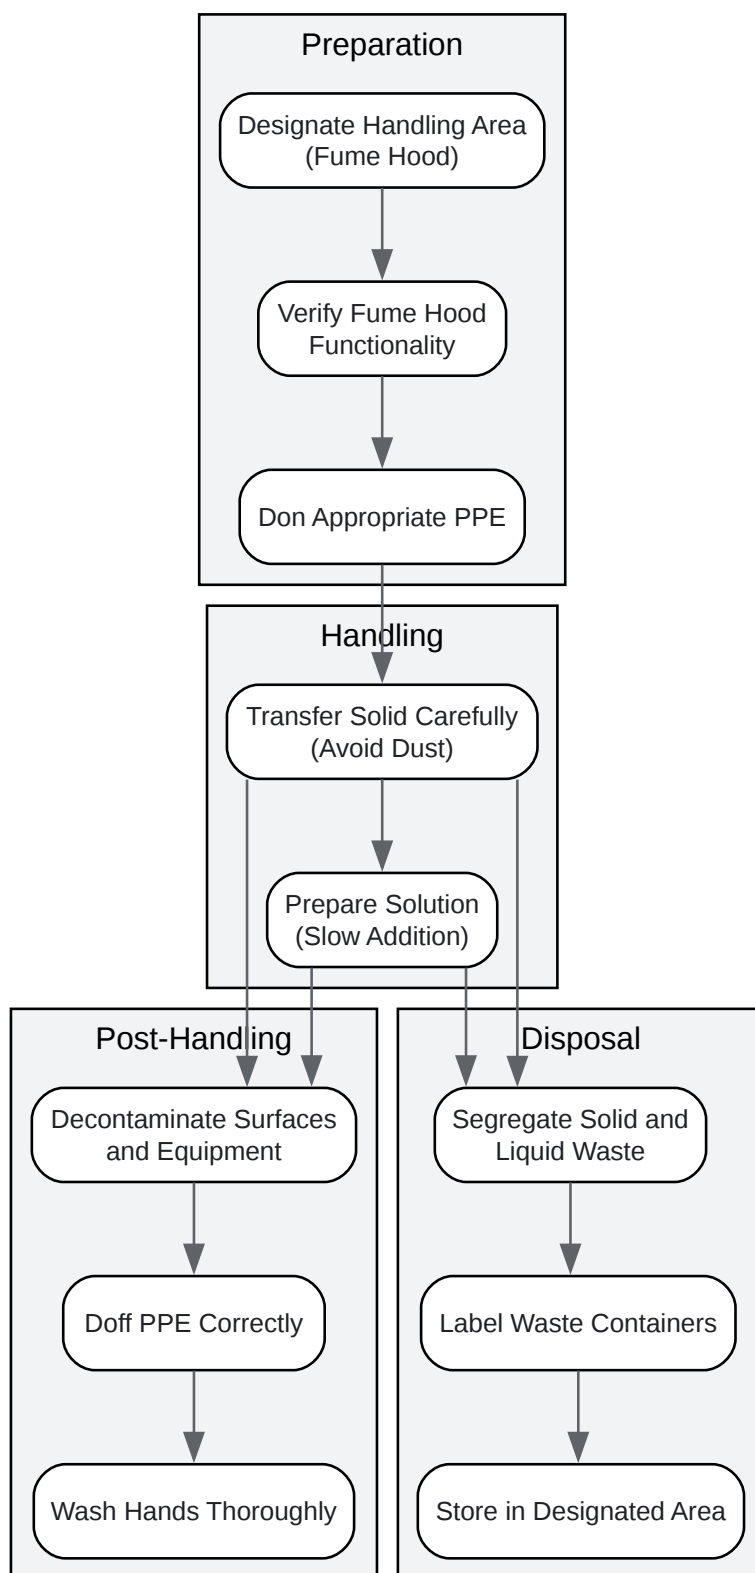 Preparation
Designate Handling Area
(Fume Hood)
Verify Fume Hood
Functionality
Don Appropriate PPE
Handling
Transfer Solid Carefully
(Avoid Dust)
Prepare Solution
(Slow Addition)
Post-Handling
Decontaminate Surfaces
and Equipment
Doff PPE Correctly
Wash Hands Thoroughly
Disposal
Segregate Solid and
Liquid Waste
Label Waste Containers
Store in Designated Area